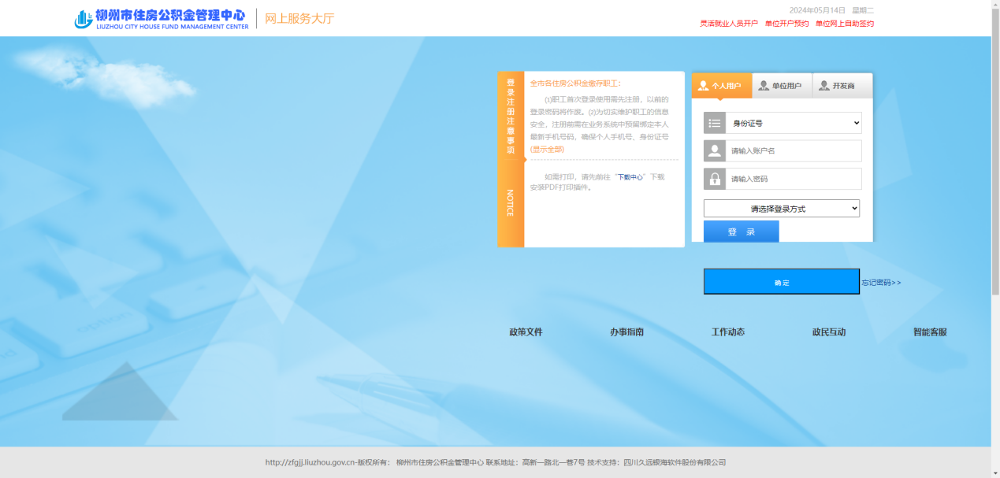 柳州市住房公积金管理中心
LIUZHOU CITY HOUSE FUND MANAGEMENT CENTER
网上服务大厅
2024年05月14日 星期二
灵活就业人员开户 单位开户预约 单位网上自助签约
登录注册注意事项
NOTICE
全市各住房公积金缴存职工:
(1)职工首次登录使用需先注册，以前的
登录密码将作废。(2)为切实维护职工的信息
安全，注册前需在业务系统中预留绑定本人
最新手机号码，确保个人手机号、身份证号
(显示全部)
如需打印，请先前往“下载中心”下载
安装PDF打印插件。
个人用户 单位用户 开发商
身份证号
请输入账户名
请输入密码
请选择登录方式
登 录
确 定
忘记密码>>
政策文件 办事指南 工作动态 政民互动 智能客服
option
http://zfgjj.liuzhou.gov.cn-版权所有： 柳州市住房公积金管理中心 联系地址：高新一路北一巷7号 技术支持：四川久远银海软件股份有限公司